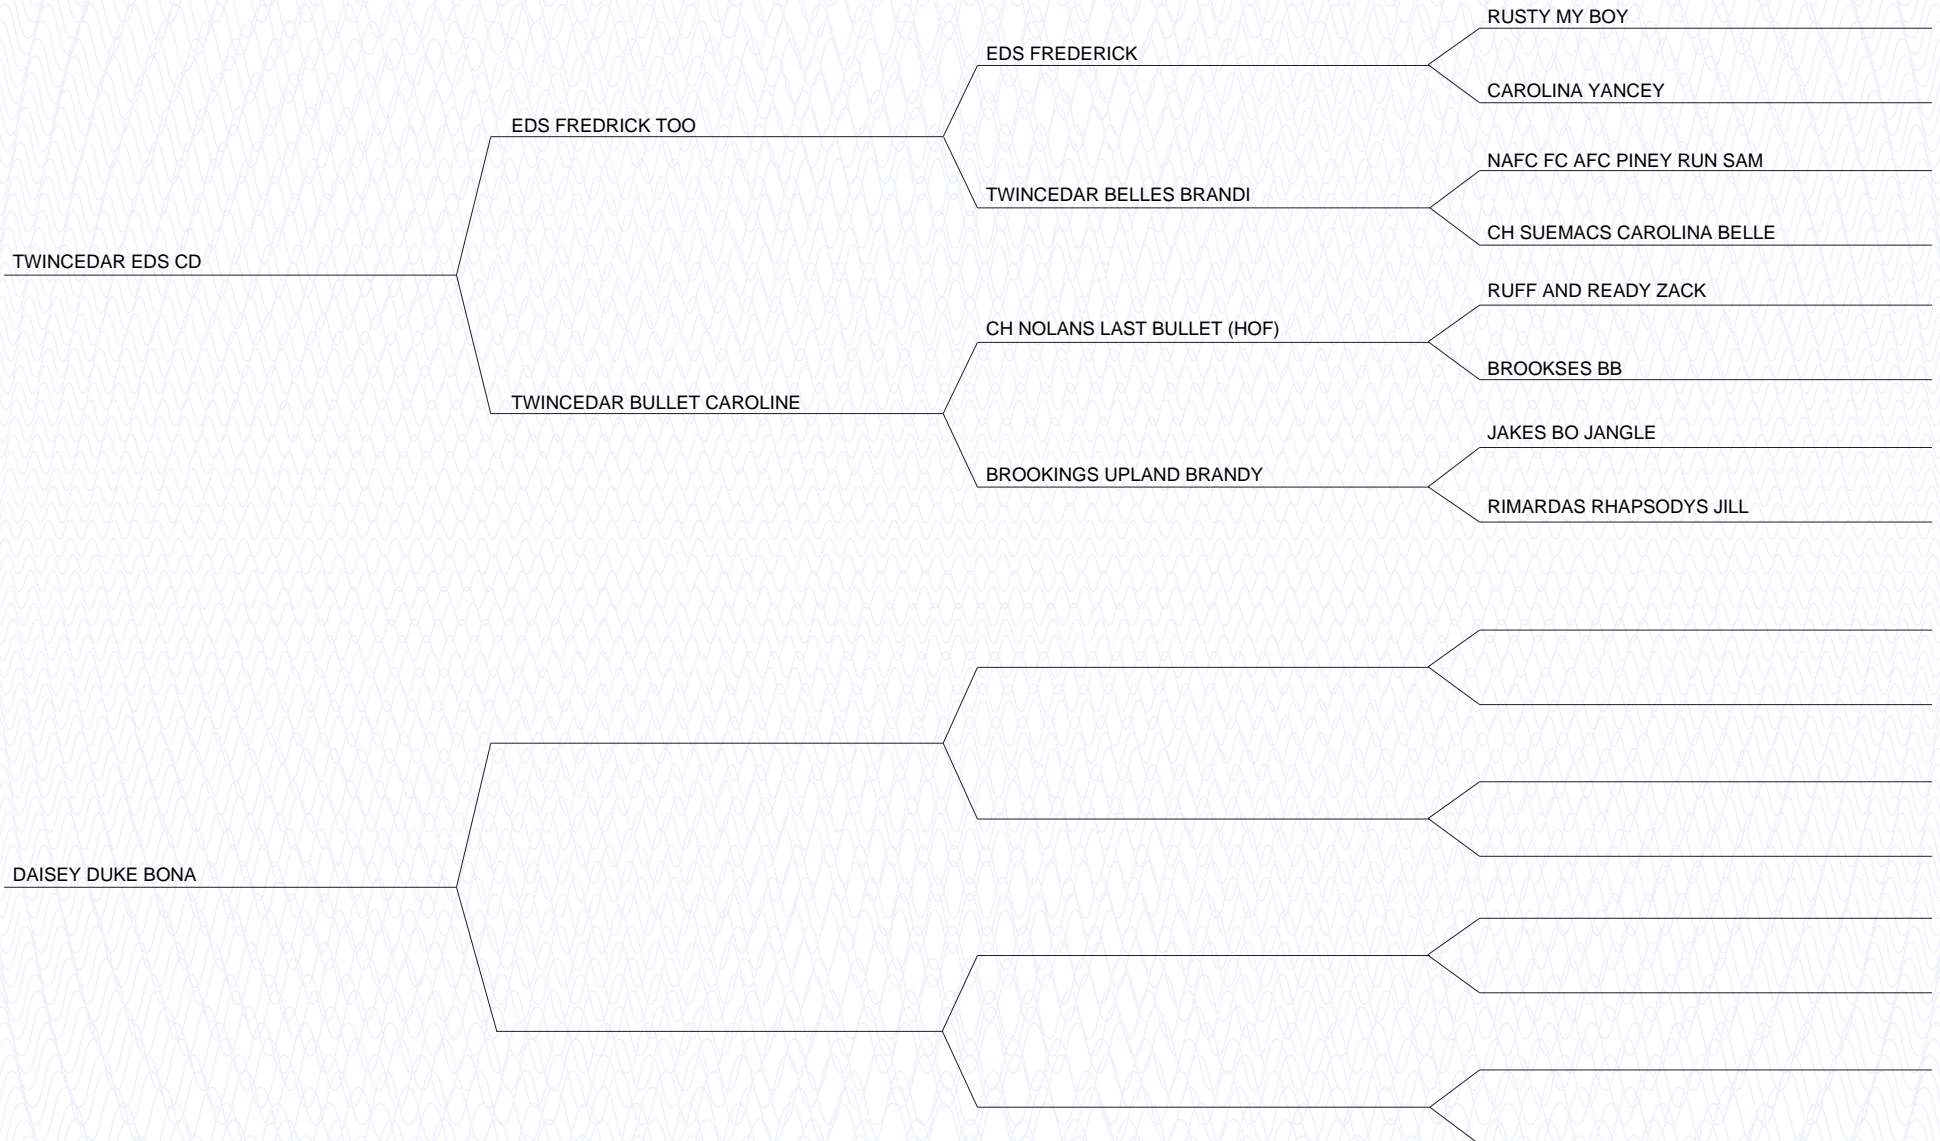 RUSTY MY BOY
EDS FREDERICK
CAROLINA YANCEY
EDS FREDRICK TOO
NAFC FC AFC PINEY RUN SAM
TWINCEDAR BELLES BRANDI
CH SUEMACS CAROLINA BELLE
TWINCEDAR EDS CD
RUFF AND READY ZACK
CH NOLANS LAST BULLET (HOF)
BROOKSES BB
TWINCEDAR BULLET CAROLINE
JAKES BO JANGLE
BROOKINGS UPLAND BRANDY
RIMARDAS RHAPSODYS JILL
DAISEY DUKE BONA